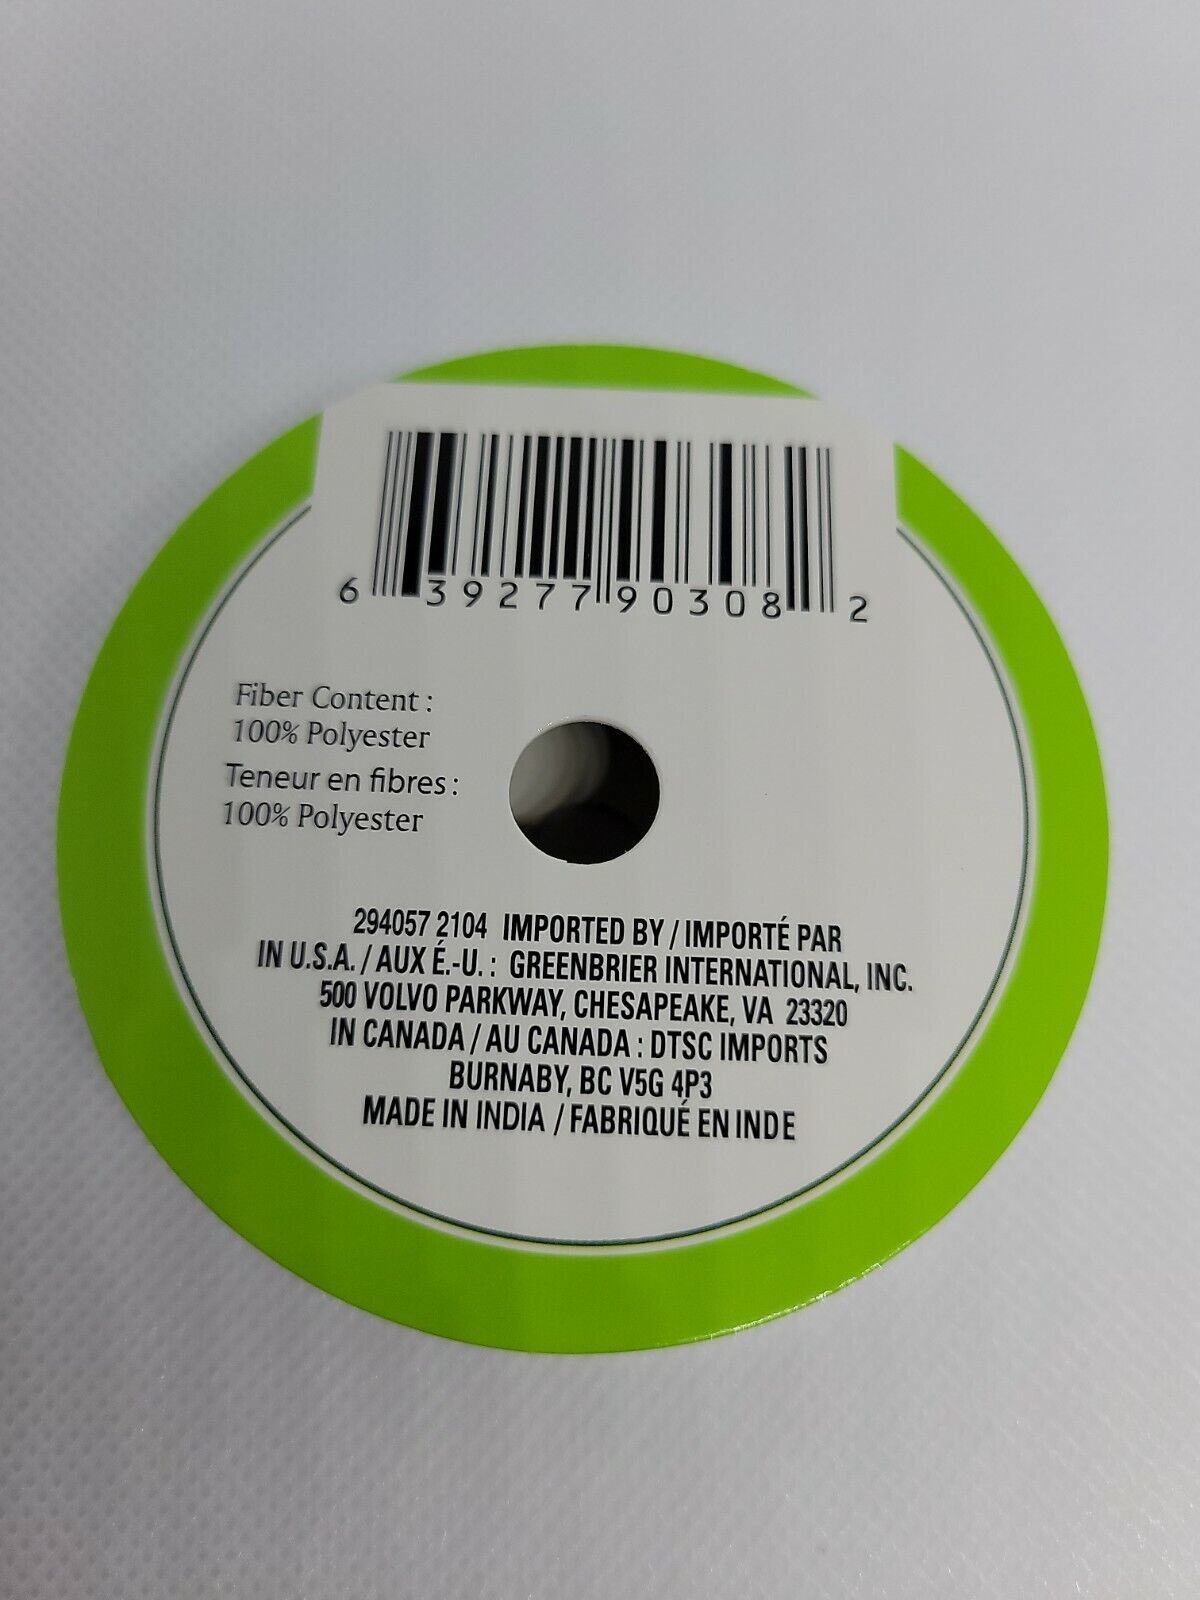 6 39277 90308 2
Fiber Content :
100% Polyester
Teneur en fibres :
100% Polyester
294057 2104 IMPORTED BY / IMPORTÉ PAR
IN U.S.A. / AUX É.-U. : GREENBRIER INTERNATIONAL, INC.
500 VOLVO PARKWAY, CHESAPEAKE, VA 23320
IN CANADA / AU CANADA : DTSC IMPORTS
BURNABY, BC V5G 4P3
MADE IN INDIA / FABRIQUÉ EN INDE